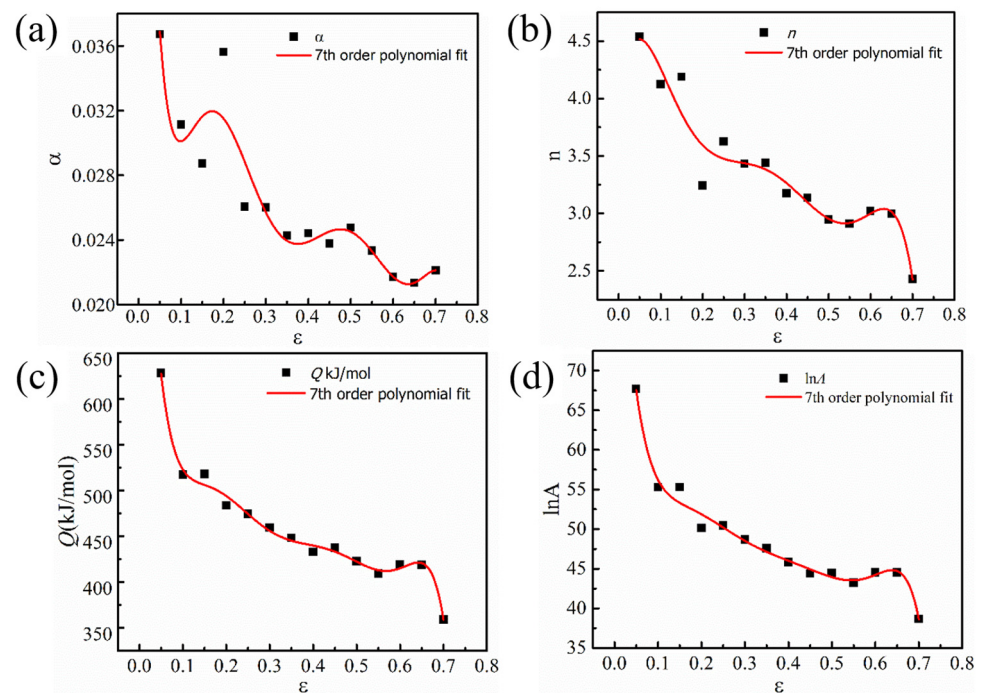 (a)
α
7th order polynomial fit
0.036
0.032
0.028
0.024
0.020
α
0.0 0.1 0.2 0.3 0.4 0.5 0.6 0.7 0.8
ε
(b)
n
7th order polynomial fit
4.5
4.0
3.5
3.0
2.5
n
0.0 0.1 0.2 0.3 0.4 0.5 0.6 0.7 0.8
ε
(c)
Q kJ/mol
7th order polynomial fit
650
600
550
500
450
400
350
Q(kJ/mol)
0.0 0.1 0.2 0.3 0.4 0.5 0.6 0.7 0.8
ε
(d)
lnA
7th order polynomial fit
70
65
60
55
50
45
40
35
lnA
0.0 0.1 0.2 0.3 0.4 0.5 0.6 0.7 0.8
ε